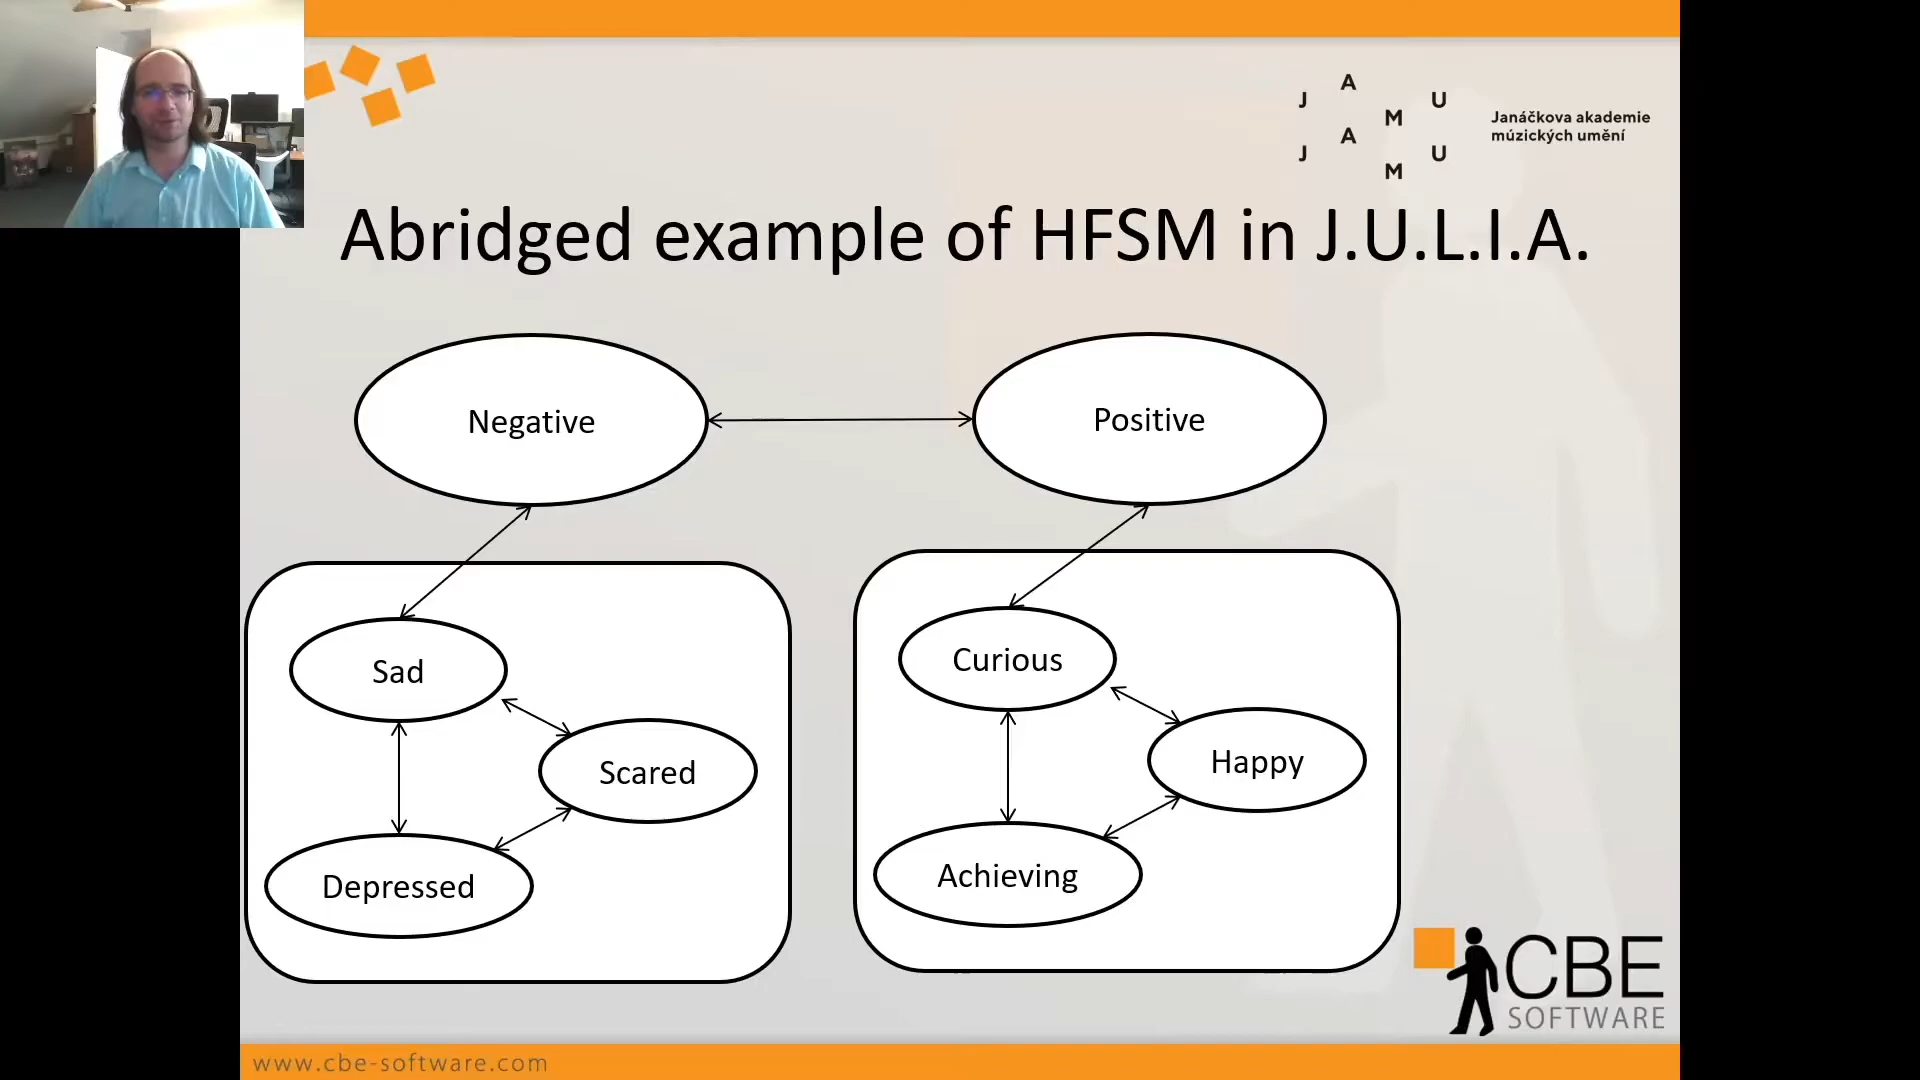 J A M U
J A M U
Janáčkova akademie
múzických umění
Abridged example of HFSM in J.U.L.I.A.
Negative
Positive
Sad
Scared
Depressed
Curious
Happy
Achieving
CBE
SOFTWARE
www.cbe-software.com